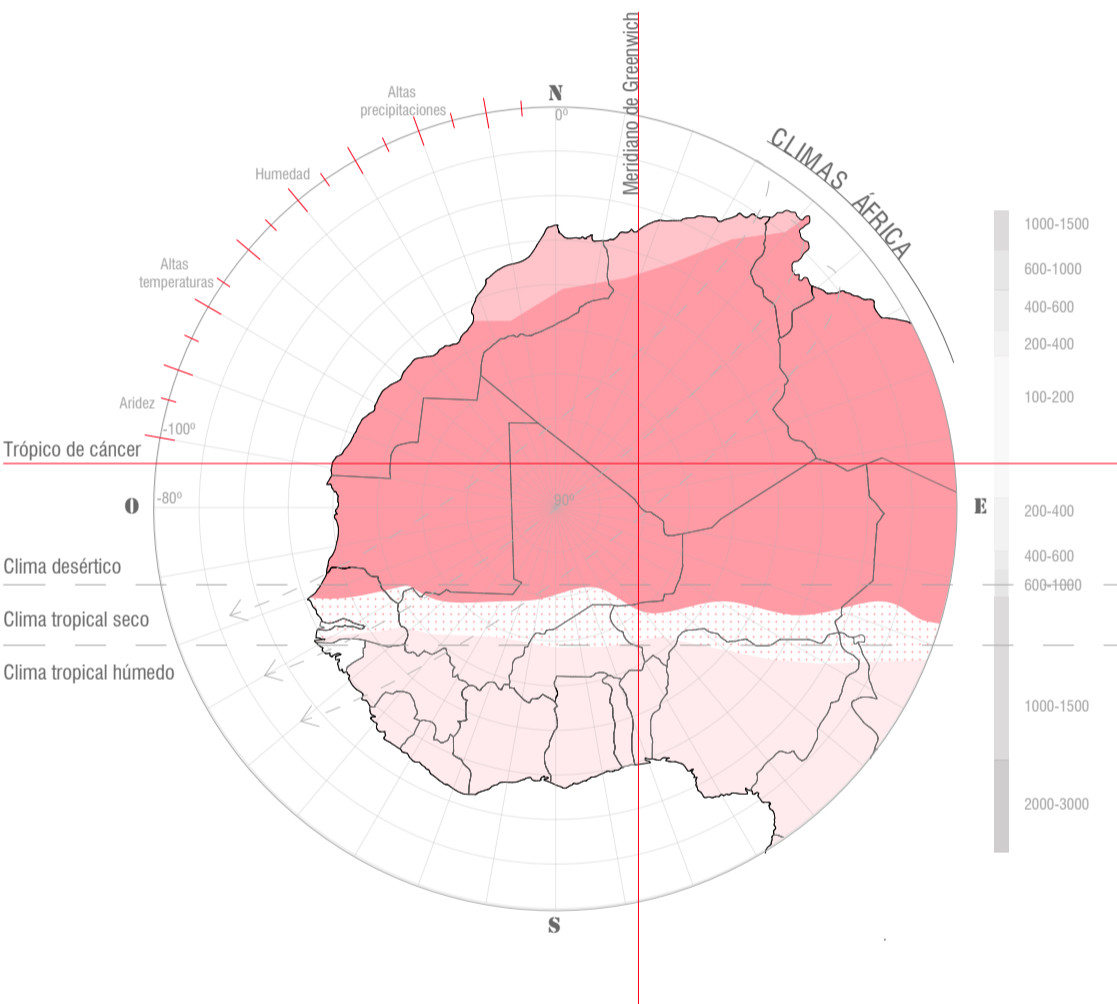 Meridiano de Greenwich
N
0º
Altas
precipitaciones
CLIMAS ÁFRICA
Humedad
Altas
temperaturas
Aridez
-100º
Trópico de cáncer
O
-80º
90º
E
Clima desértico
Clima tropical seco
Clima tropical húmedo
S
1000-1500
600-1000
400-600
200-400
100-200
200-400
400-600
600-1000
1000-1500
2000-3000